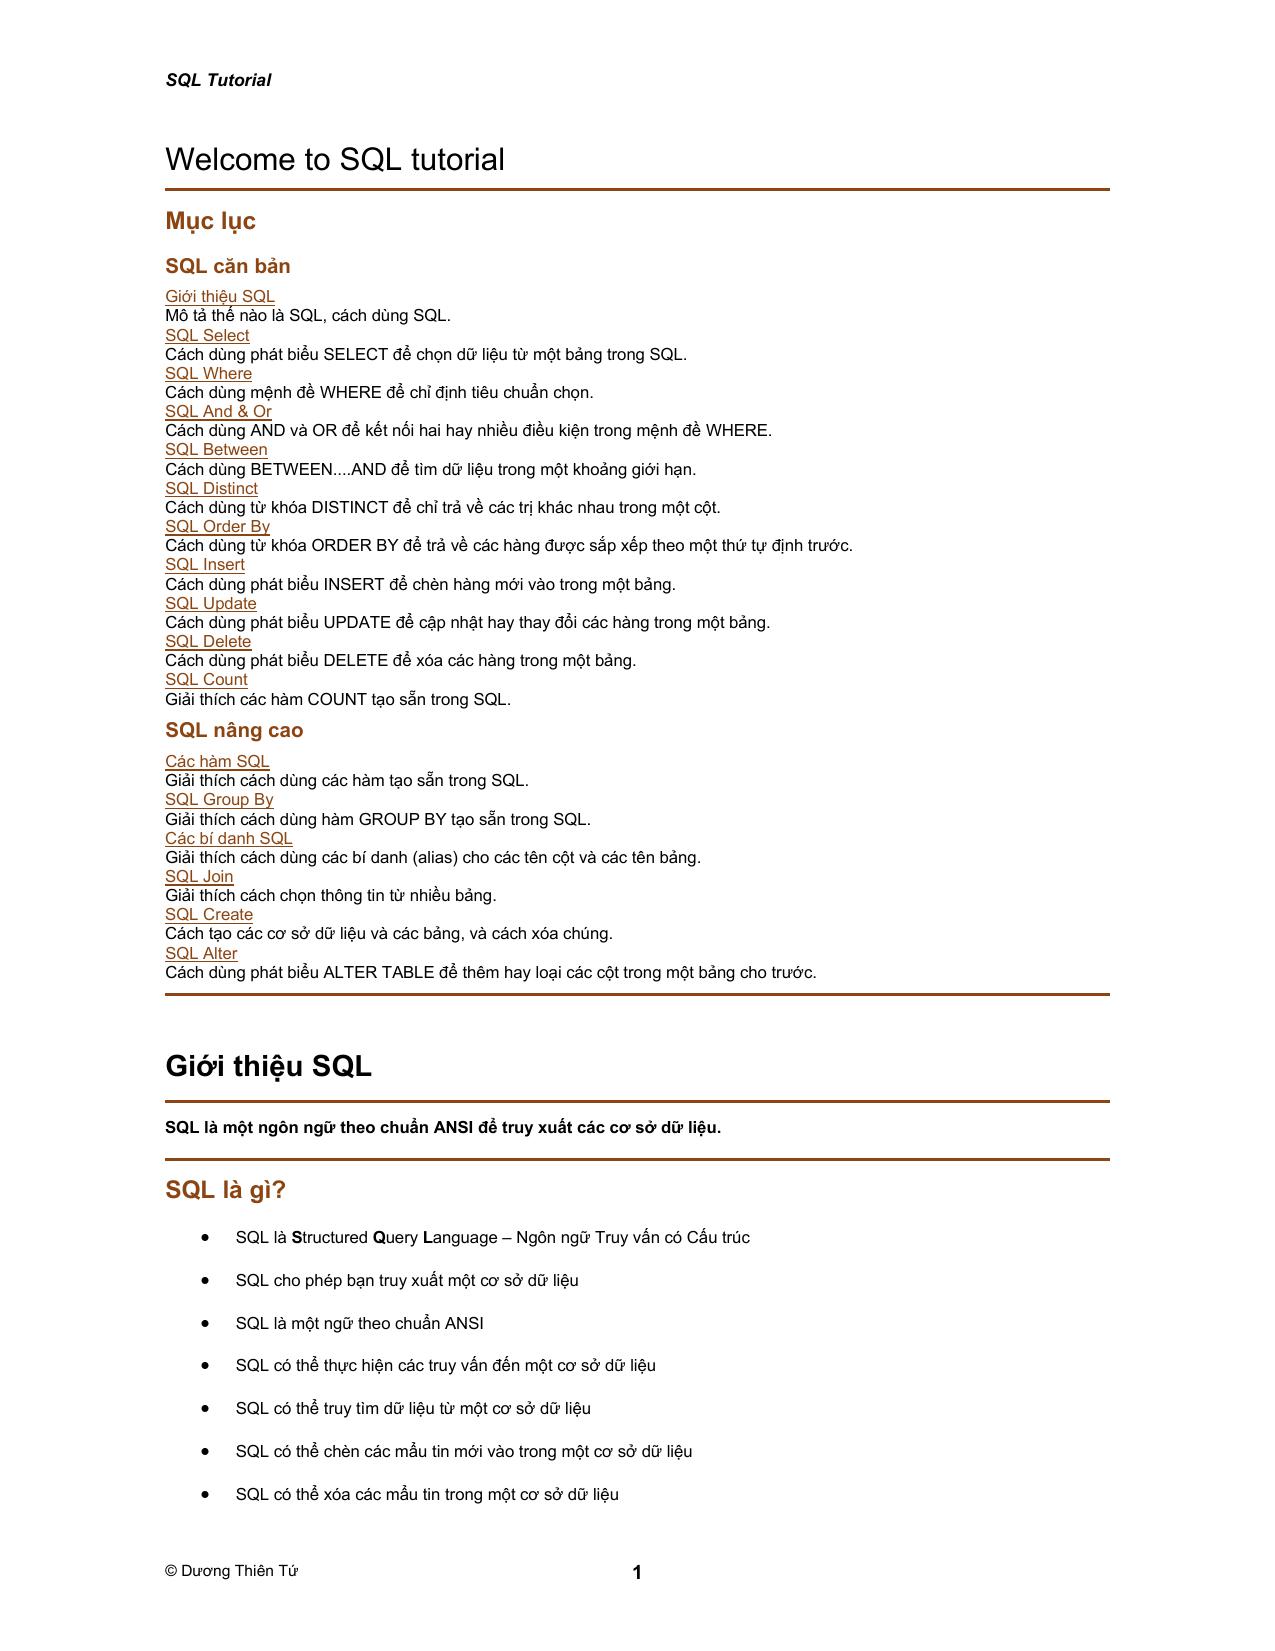 SQL Tutorial
Welcome to SQL tutorial
Mục lục
SQL căn bản
Giới thiệu SQL
Mô tả thế nào là SQL, cách dùng SQL.
SQL Select
Cách dùng phát biểu SELECT để chọn dữ liệu từ một bảng trong SQL.
SQL Where
Cách dùng mệnh đề WHERE để chỉ định tiêu chuẩn chọn.
SQL And & Or
Cách dùng AND và OR để kết nối hai hay nhiều điều kiện trong mệnh đề WHERE.
SQL Between
Cách dùng BETWEEN....AND để tìm dữ liệu trong một khoảng giới hạn.
SQL Distinct
Cách dùng từ khóa DISTINCT để chỉ trả về các trị khác nhau trong một cột.
SQL Order By
Cách dùng từ khóa ORDER BY để trả về các hàng được sắp xếp theo một thứ tự định trước.
SQL Insert
Cách dùng phát biểu INSERT để chèn hàng mới vào trong một bảng.
SQL Update
Cách dùng phát biểu UPDATE để cập nhật hay thay đổi các hàng trong một bảng.
SQL Delete
Cách dùng phát biểu DELETE để xóa các hàng trong một bảng.
SQL Count
Giải thích các hàm COUNT tạo sẵn trong SQL.
SQL nâng cao
Các hàm SQL
Giải thích cách dùng các hàm tạo sẵn trong SQL.
SQL Group By
Giải thích cách dùng hàm GROUP BY tạo sẵn trong SQL.
Các bí danh SQL
Giải thích cách dùng các bí danh (alias) cho các tên cột và các tên bảng.
SQL Join
Giải thích cách chọn thông tin từ nhiều bảng.
SQL Create
Cách tạo các cơ sở dữ liệu và các bảng, và cách xóa chúng.
SQL Alter
Cách dùng phát biểu ALTER TABLE để thêm hay loại các cột trong một bảng cho trước.
Giới thiệu SQL
SQL là một ngôn ngữ theo chuẩn ANSI để truy xuất các cơ sở dữ liệu.
SQL là gì?
• SQL là Structured Query Language – Ngôn ngữ Truy vấn có Cấu trúc
• SQL cho phép bạn truy xuất một cơ sở dữ liệu
• SQL là một ngữ theo chuẩn ANSI
• SQL có thể thực hiện các truy vấn đến một cơ sở dữ liệu
• SQL có thể truy tìm dữ liệu từ một cơ sở dữ liệu
• SQL có thể chèn các mẩu tin mới vào trong một cơ sở dữ liệu
• SQL có thể xóa các mẩu tin trong một cơ sở dữ liệu
© Dương Thiên Tứ 1